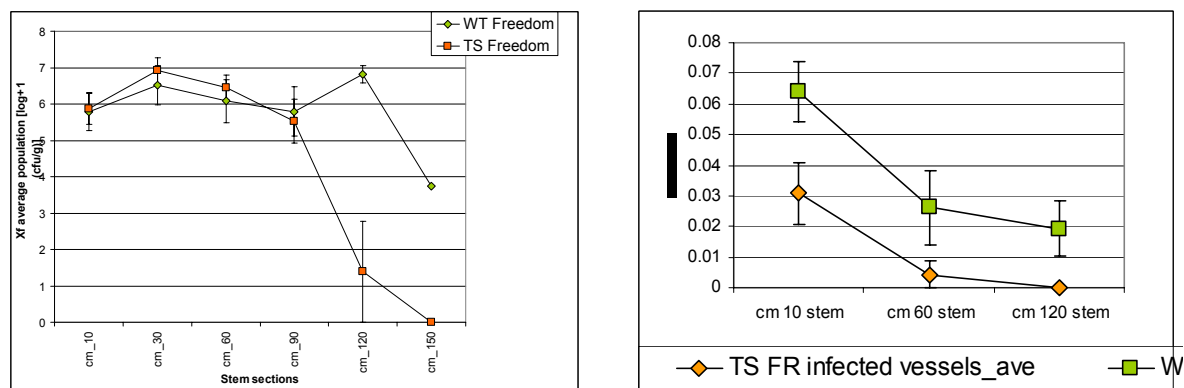 WT Freedom
TS Freedom
Xf average population [log+1
(cfu/g)]
8
7
6
5
4
3
2
1
0
cm_10
cm_30
cm_60
cm_90
cm_120
cm_150
Stem sections
0.08
0.07
0.06
0.05
0.04
0.03
0.02
0.01
0
cm 10 stem
cm 60 stem
cm 120 stem
TS FR infected vessels_ave
W